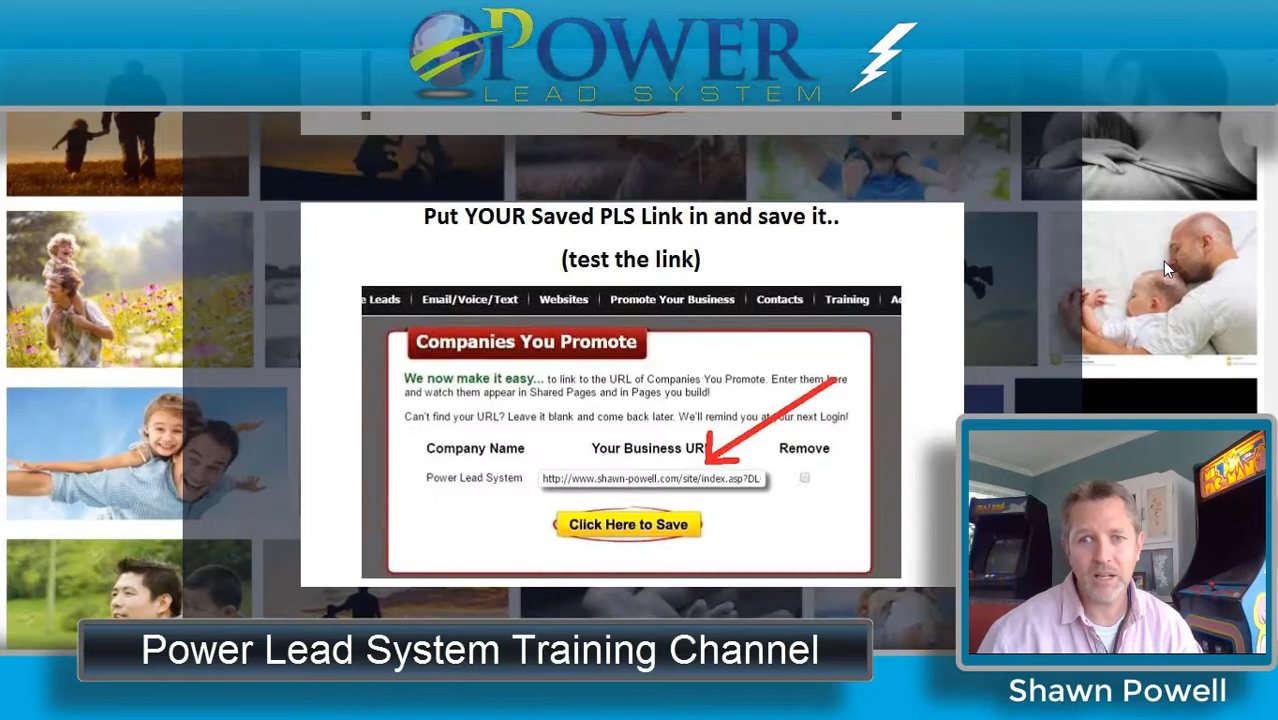 POWER
LEAD SYSTEM
Put YOUR Saved PLS Link in and save it..
(test the link)
e Leads Email/Voice/Text Websites Promote Your Business Contacts Training
Companies You Promote
We now make it easy... to link to the URL of Companies You Promote. Enter them here
and watch them appear in Shared Pages and in Pages you build!
Can't find your URL? Leave it blank and come back later. We'll remind you at your next Login!
Company Name Your Business URL Remove
Power Lead System http://www.shawn-powell.com/site/index.asp?DL
Click Here to Save
Power Lead System Training Channel
Shawn Powell